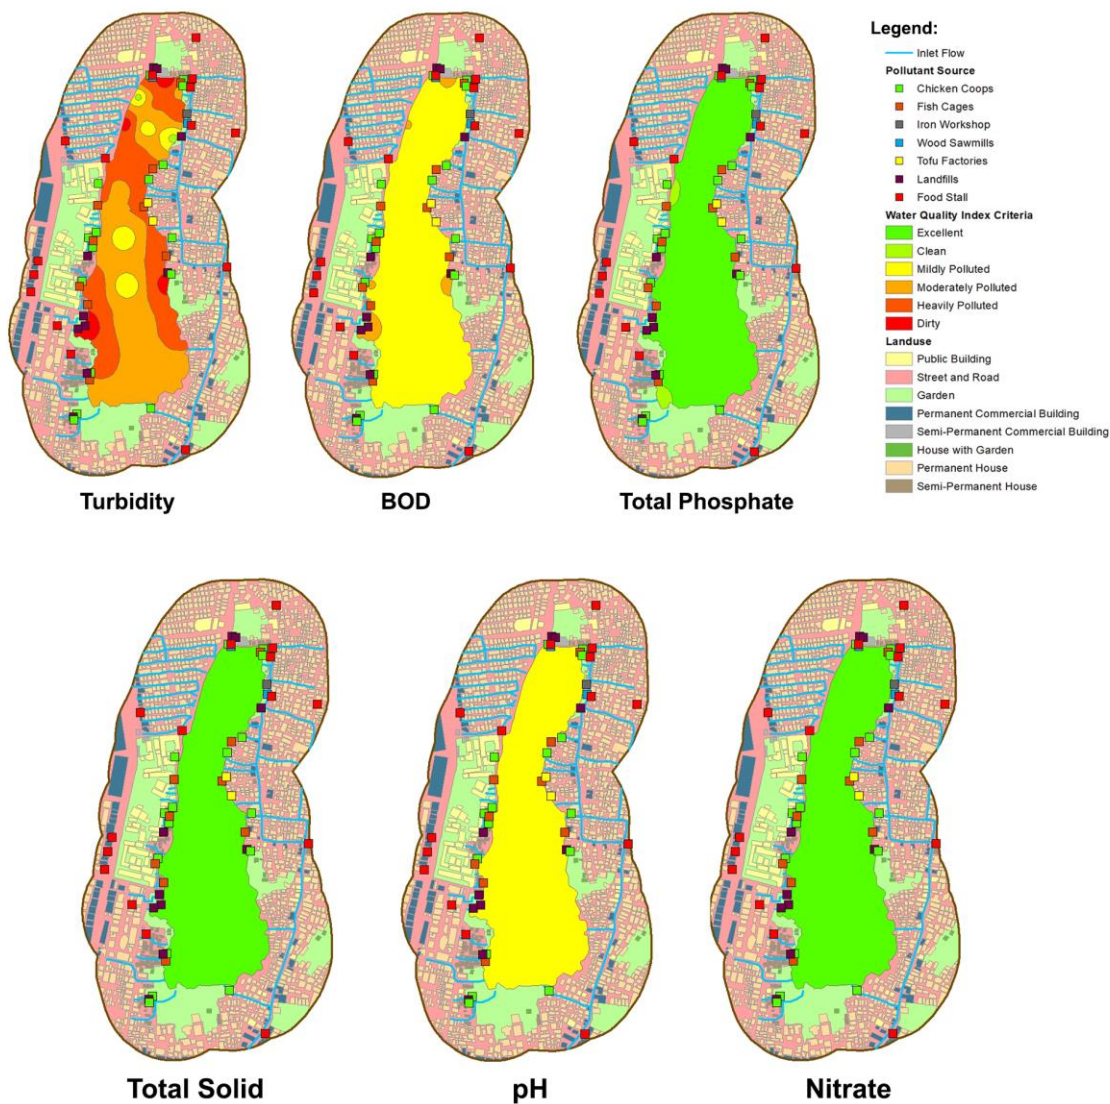 Legend:
Inlet Flow
Pollutant Source
Chicken Coops
Fish Cages
Iron Workshop
Wood Sawmills
Tofu Factories
Landfills
Food Stall
Water Quality Index Criteria
Excellent
Clean
Mildly Polluted
Moderately Polluted
Heavily Polluted
Dirty
Landuse
Public Building
Street and Road
Garden
Permanent Commercial Building
Semi-Permanent Commercial Building
House with Garden
Permanent House
Semi-Permanent House
Turbidity
BOD
Total Phosphate
Total Solid
pH
Nitrate